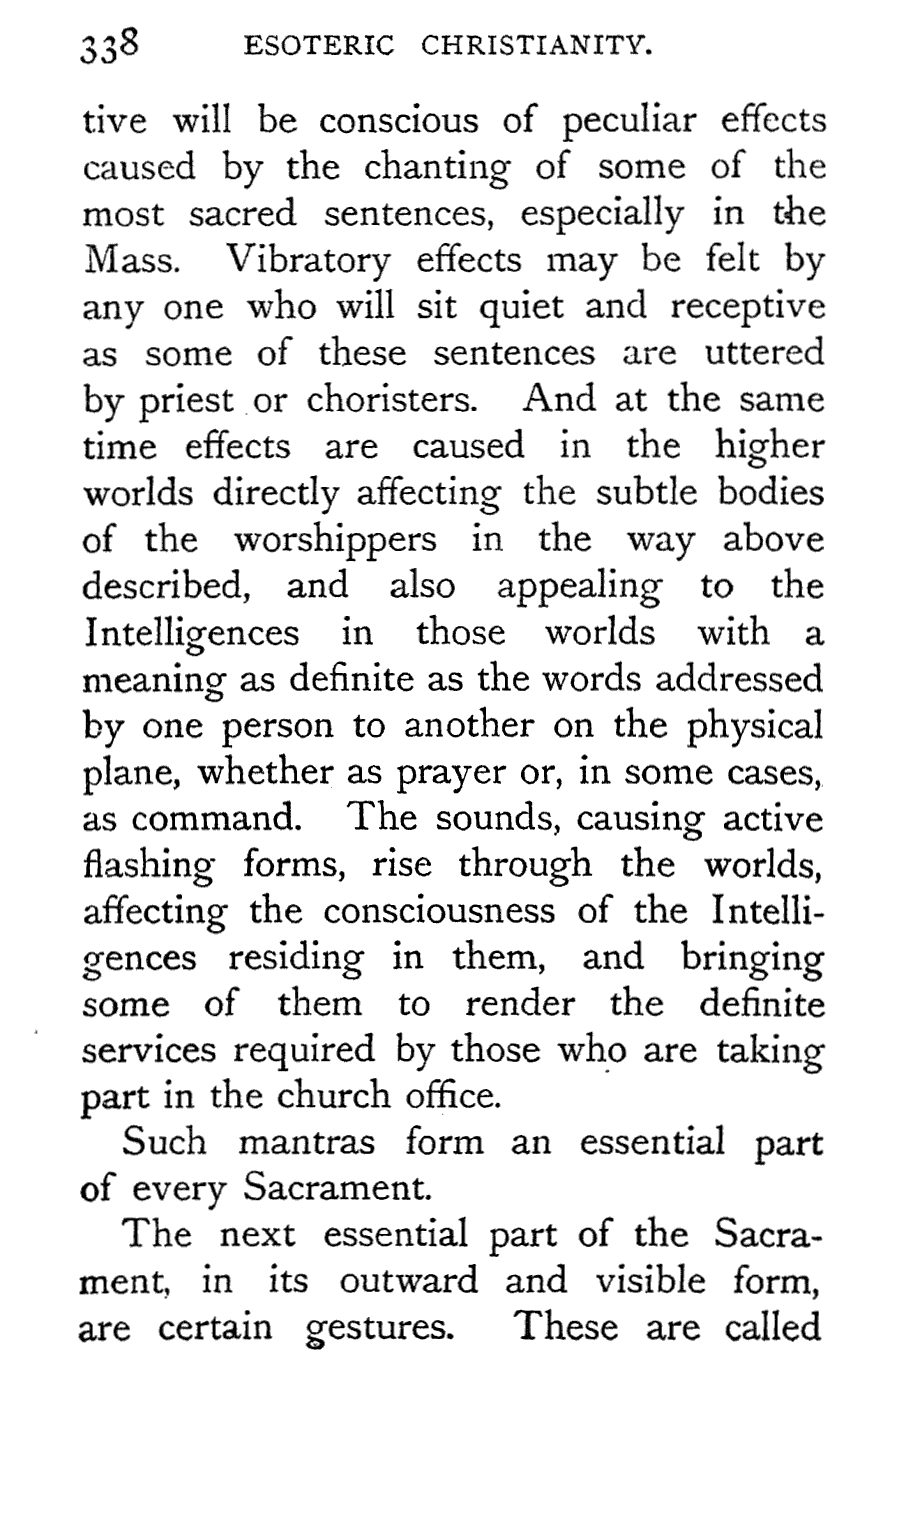 338 ESOTERIC CHRISTIANITY.
tive will be conscious of peculiar effects
caused by the chanting of some of the
most sacred sentences, especially in the
Mass. Vibratory effects may be felt by
any one who will sit quiet and receptive
as some of these sentences are uttered
by priest or choristers. And at the same
time effects are caused in the higher
worlds directly affecting the subtle bodies
of the worshippers in the way above
described, and also appealing to the
Intelligences in those worlds with a
meaning as definite as the words addressed
by one person to another on the physical
plane, whether as prayer or, in some cases,
as command. The sounds, causing active
flashing forms, rise through the worlds,
affecting the consciousness of the Intelli-
gences residing in them, and bringing
some of them to render the definite
services required by those who are taking
part in the church office.
Such mantras form an essential part
of every Sacrament.
The next essential part of the Sacra-
ment, in its outward and visible form,
are certain gestures. These are called